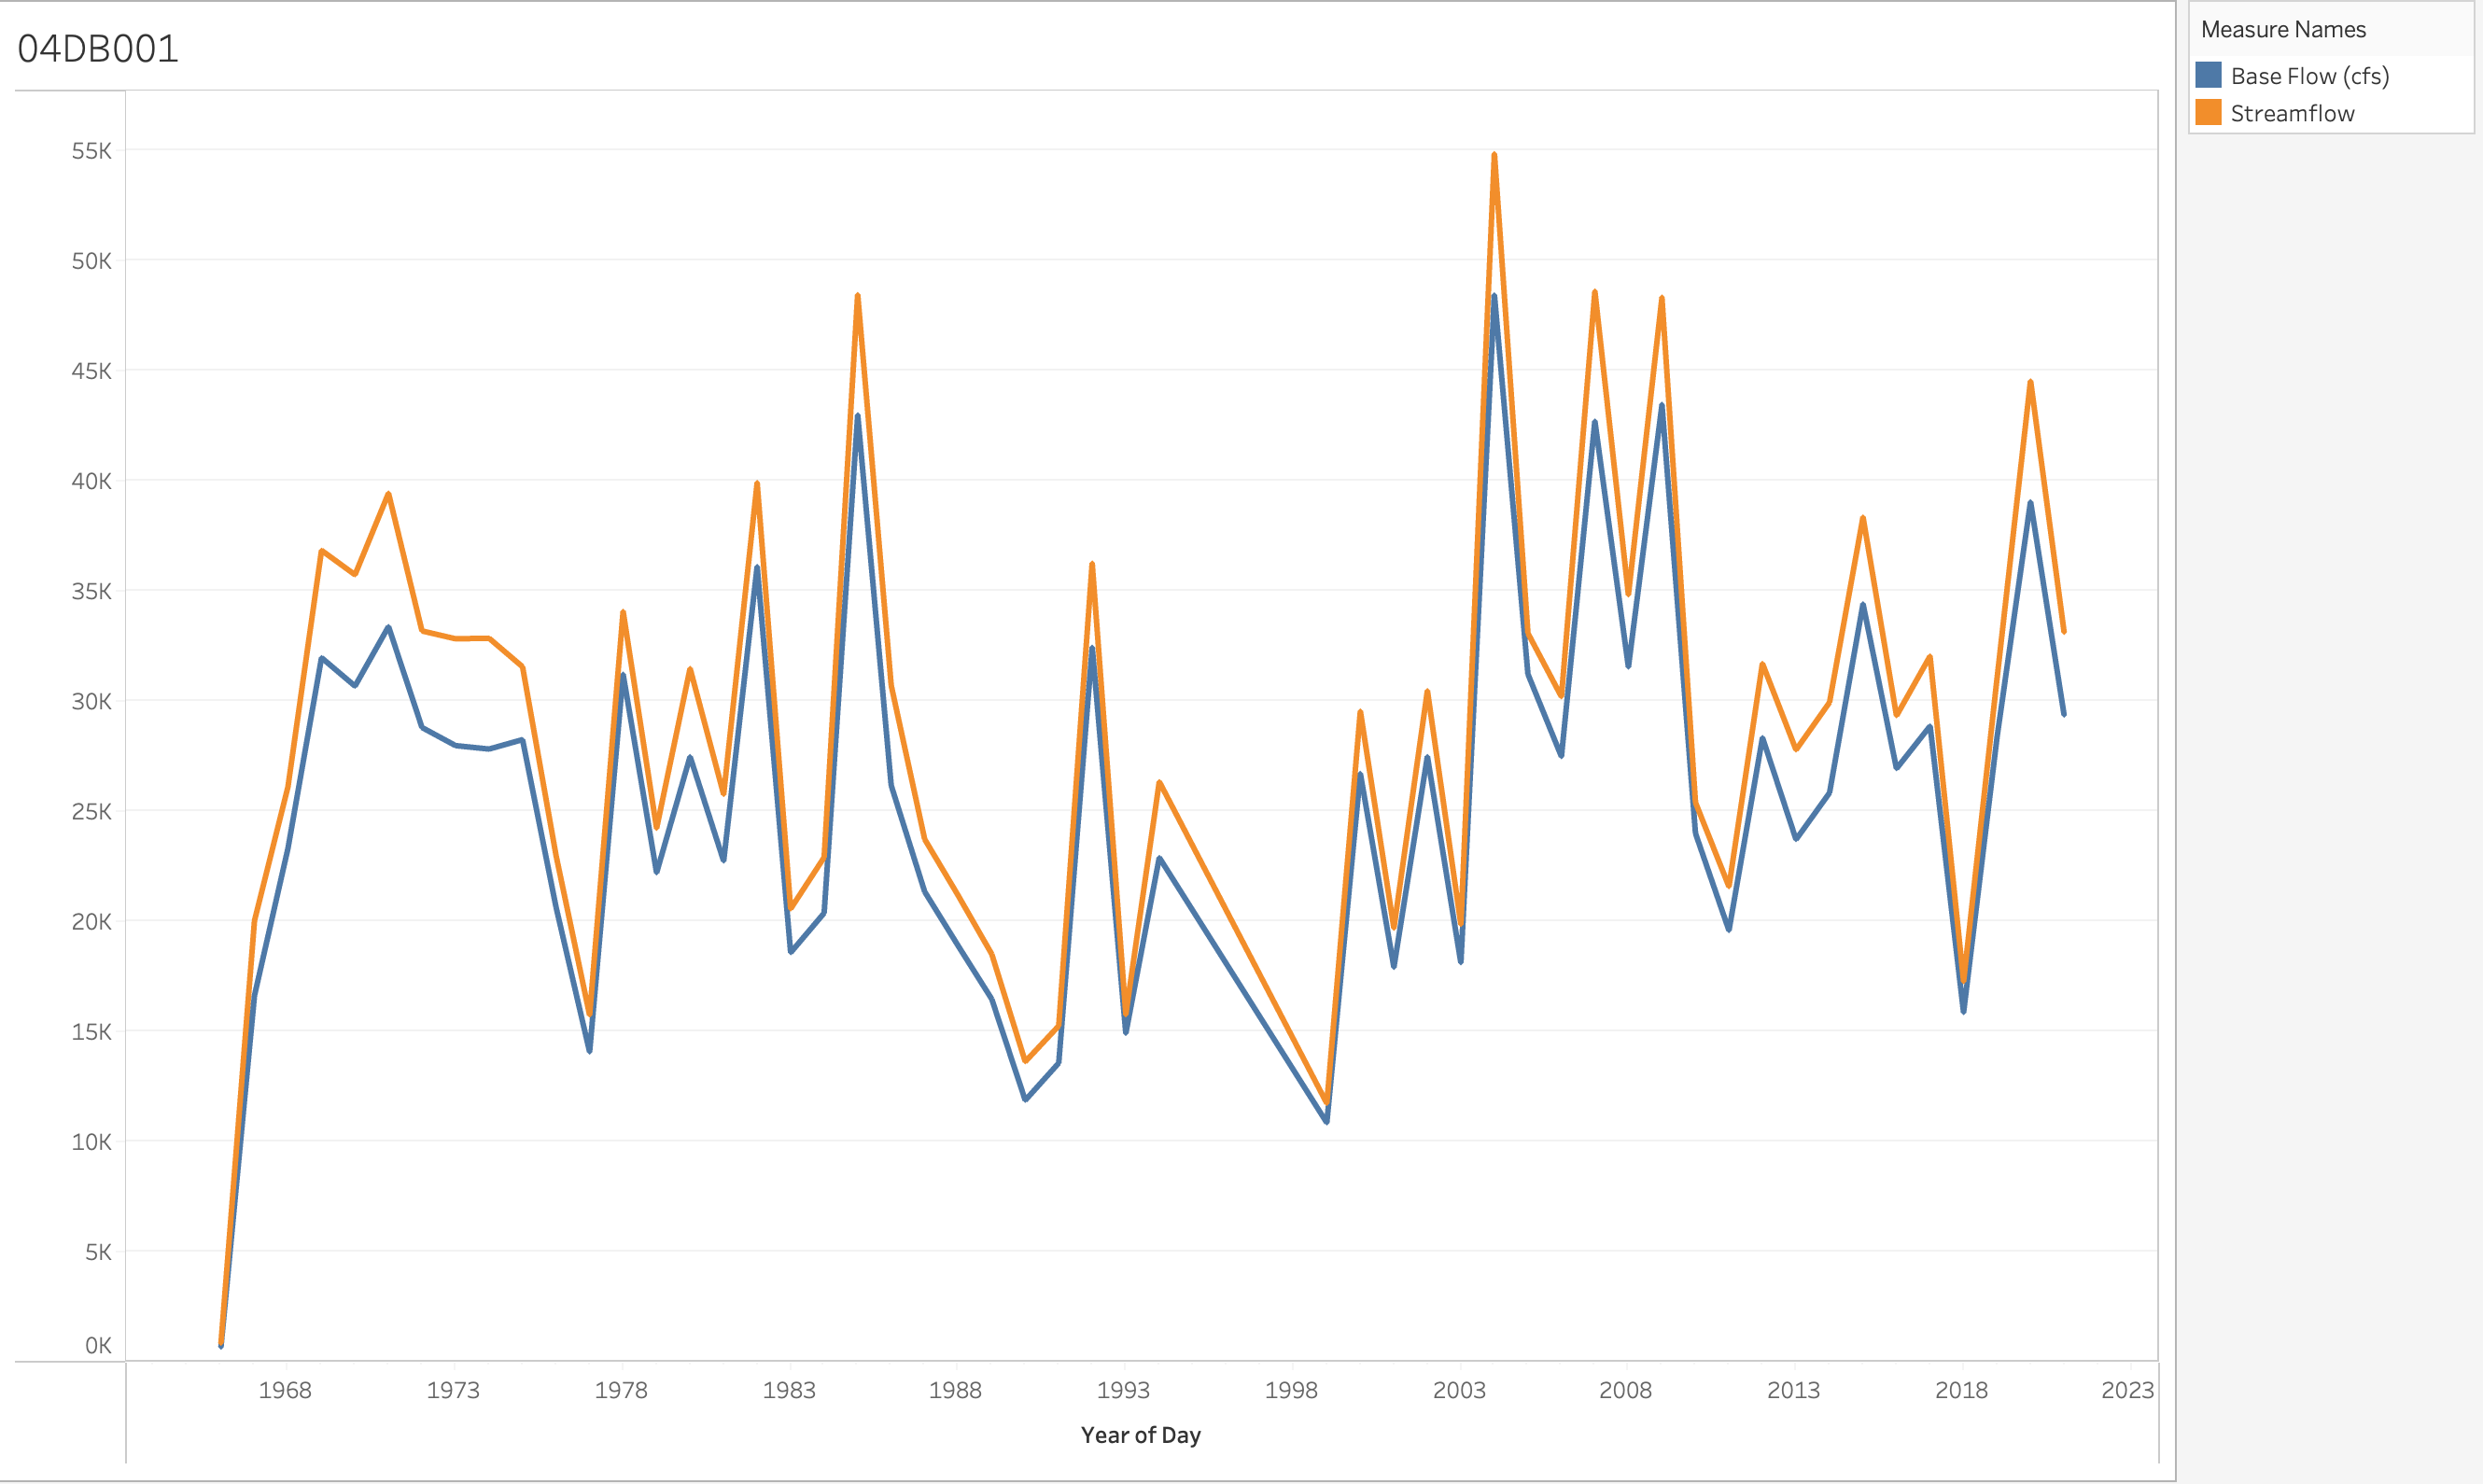 04DB001
Measure Names
Base Flow (cfs)
Streamflow
55K
50K
45K
40K
35K
30K
25K
20K
15K
10K
5K
0K
1968 1973 1978 1983 1988 1993 1998 2003 2008 2013 2018 2023
Year of Day